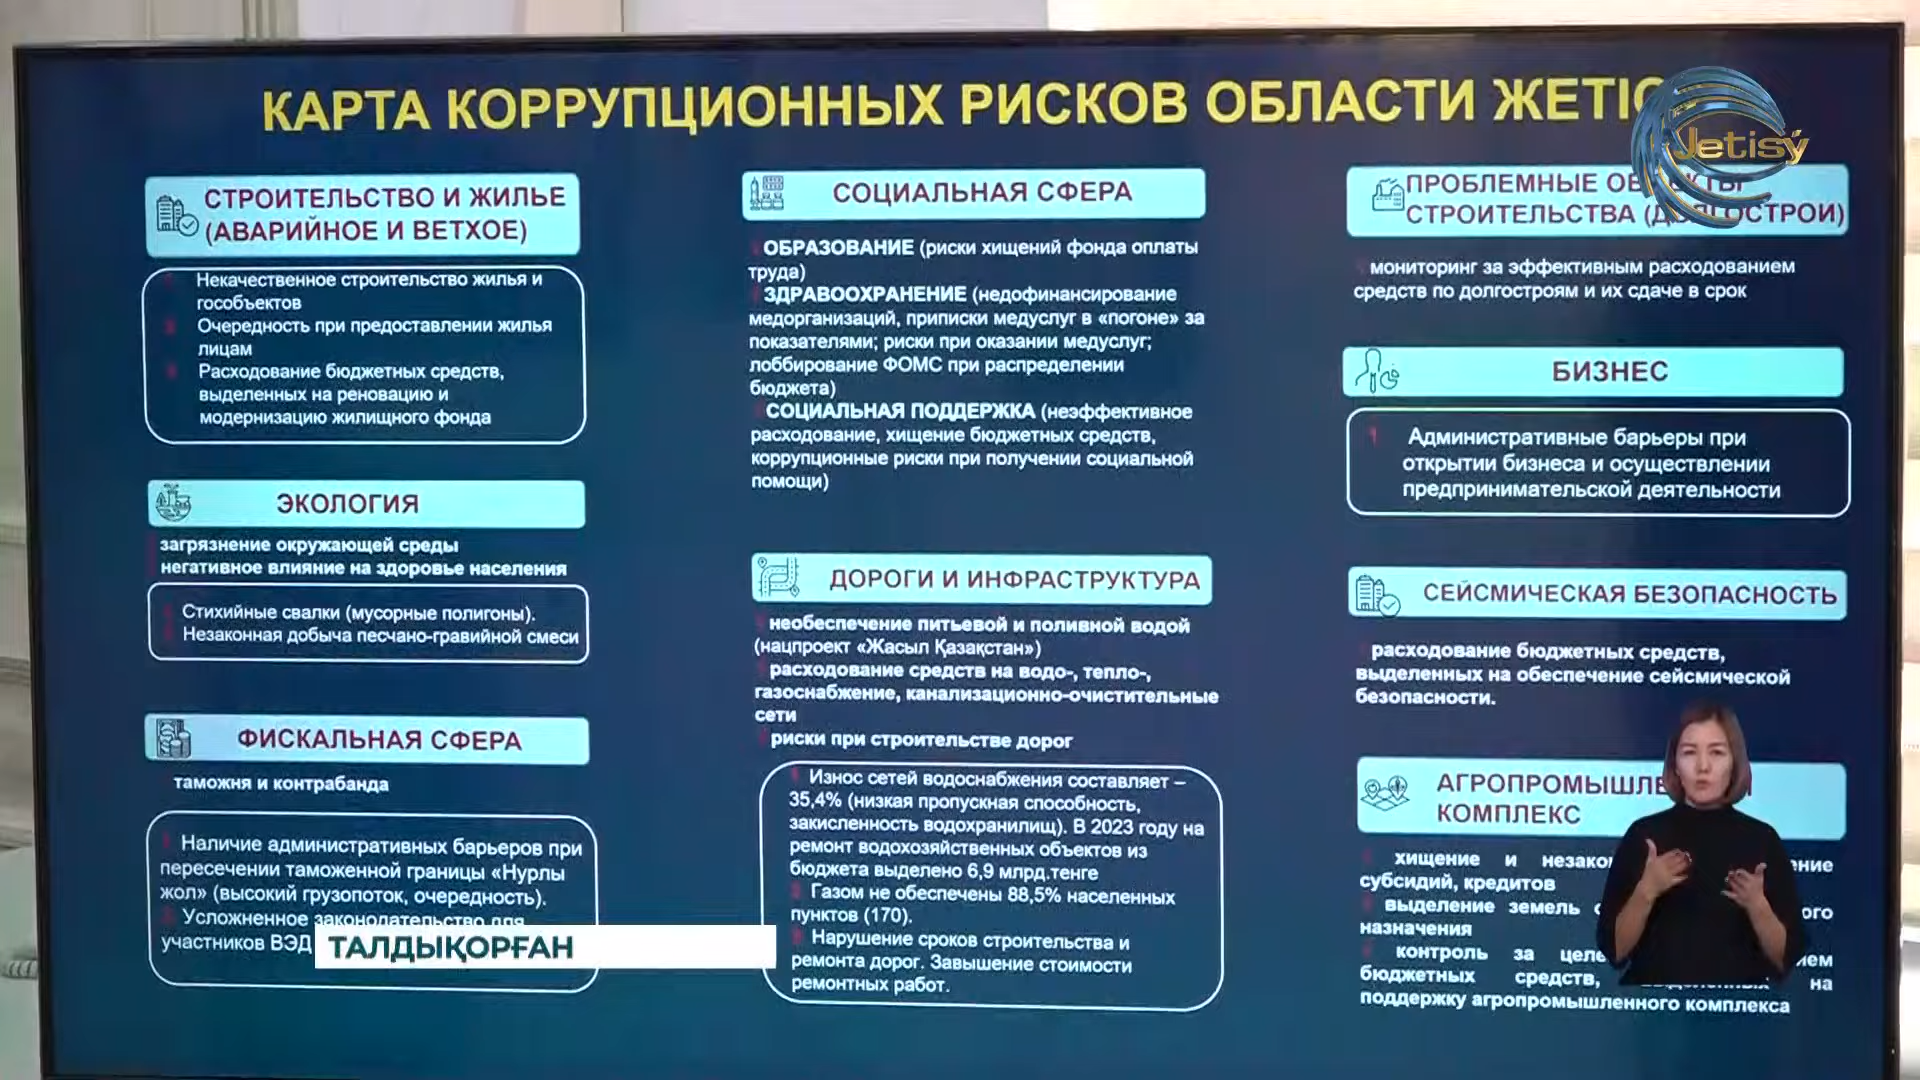 КАРТА КОРРУПЦИОННЫХ РИСКОВ ОБЛАСТИ
Jetisý
СТРОИТЕЛЬСТВО И ЖИЛЬЕ
(АВАРИЙНОЕ И ВЕТХОЕ)
Некачественное строительство жилья и
гособъектов
Очередность при предоставлении жилья
лицам
Расходование бюджетных средств,
выделенных на реновацию и
модернизацию жилищного фонда
ЭКОЛОГИЯ
загрязнение окружающей среды
негативное влияние на здоровье населения
Стихийные свалки (мусорные полигоны).
Незаконная добыча песчано-гравийной смеси
ФИСКАЛЬНАЯ СФЕРА
таможня и контрабанда
Наличие административных барьеров при
пересечении таможенной границы «Нурлы
жол» (высокий грузопоток, очередность).
Усложненное законодательство для
участников ВЭД
СОЦИАЛЬНАЯ СФЕРА
ОБРАЗОВАНИЕ (риски хищений фонда оплаты
труда)
ЗДРАВООХРАНЕНИЕ (недофинансирование
медорганизаций, приписки медуслуг в «погоне» за
показателями; риски при оказании медуслуг;
лоббирование ФОМС при распределении
бюджета)
СОЦИАЛЬНАЯ ПОДДЕРЖКА (неэффективное
расходование, хищение бюджетных средств,
коррупционные риски при получении социальной
помощи)
ДОРОГИ И ИНФРАСТРУКТУРА
необеспечение питьевой и поливной водой
(нацпроект «Жасыл Қазақстан»)
расходование средств на водо-, тепло-,
газоснабжение, канализационно-очистительные
сети
риски при строительстве дорог
Износ сетей водоснабжения составляет –
35,4% (низкая пропускная способность,
закисленность водохранилищ). В 2023 году на
ремонт водохозяйственных объектов из
бюджета выделено 6,9 млрд.тенге
Газом не обеспечены 88,5% населенных
пунктов (170).
Нарушение сроков строительства и
ремонта дорог. Завышение стоимости
ремонтных работ.
ПРОБЛЕМНЫЕ ОБЪЕКТЫ
СТРОИТЕЛЬСТВА (ДОЛГОСТРОИ)
мониторинг за эффективным расходованием
средств по долгостроям и их сдаче в срок
БИЗНЕС
Административные барьеры при
открытии бизнеса и осуществлении
предпринимательской деятельности
СЕЙСМИЧЕСКАЯ БЕЗОПАСНОСТЬ
расходование бюджетных средств,
выделенных на обеспечение сейсмической
безопасности.
КОМПЛЕКС
хищение и
субсидий, кредитов
выделение земель
назначения
контроль за
бюджетных средств, на
поддержку агропромышленного комплекса
ТАЛДЫҚОРҒАН